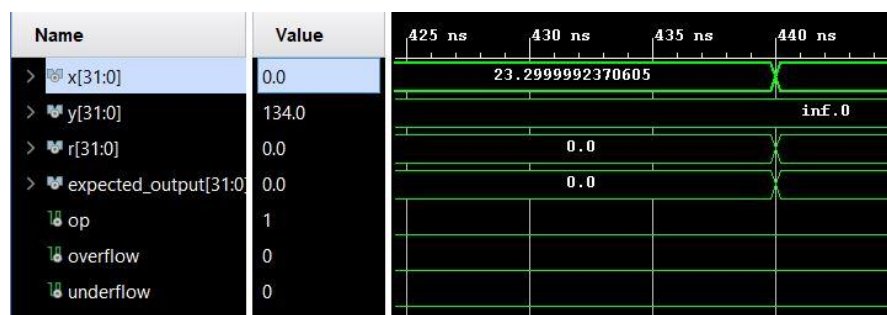 Name Value 425 ns 430 ns 435 ns 440 ns
x[31:0] 0.0 23.2999992370605
y[31:0] 134.0 inf.0
r[31:0] 0.0 0.0
expected_output[31:0] 0.0 0.0
op 1
overflow 0
underflow 0